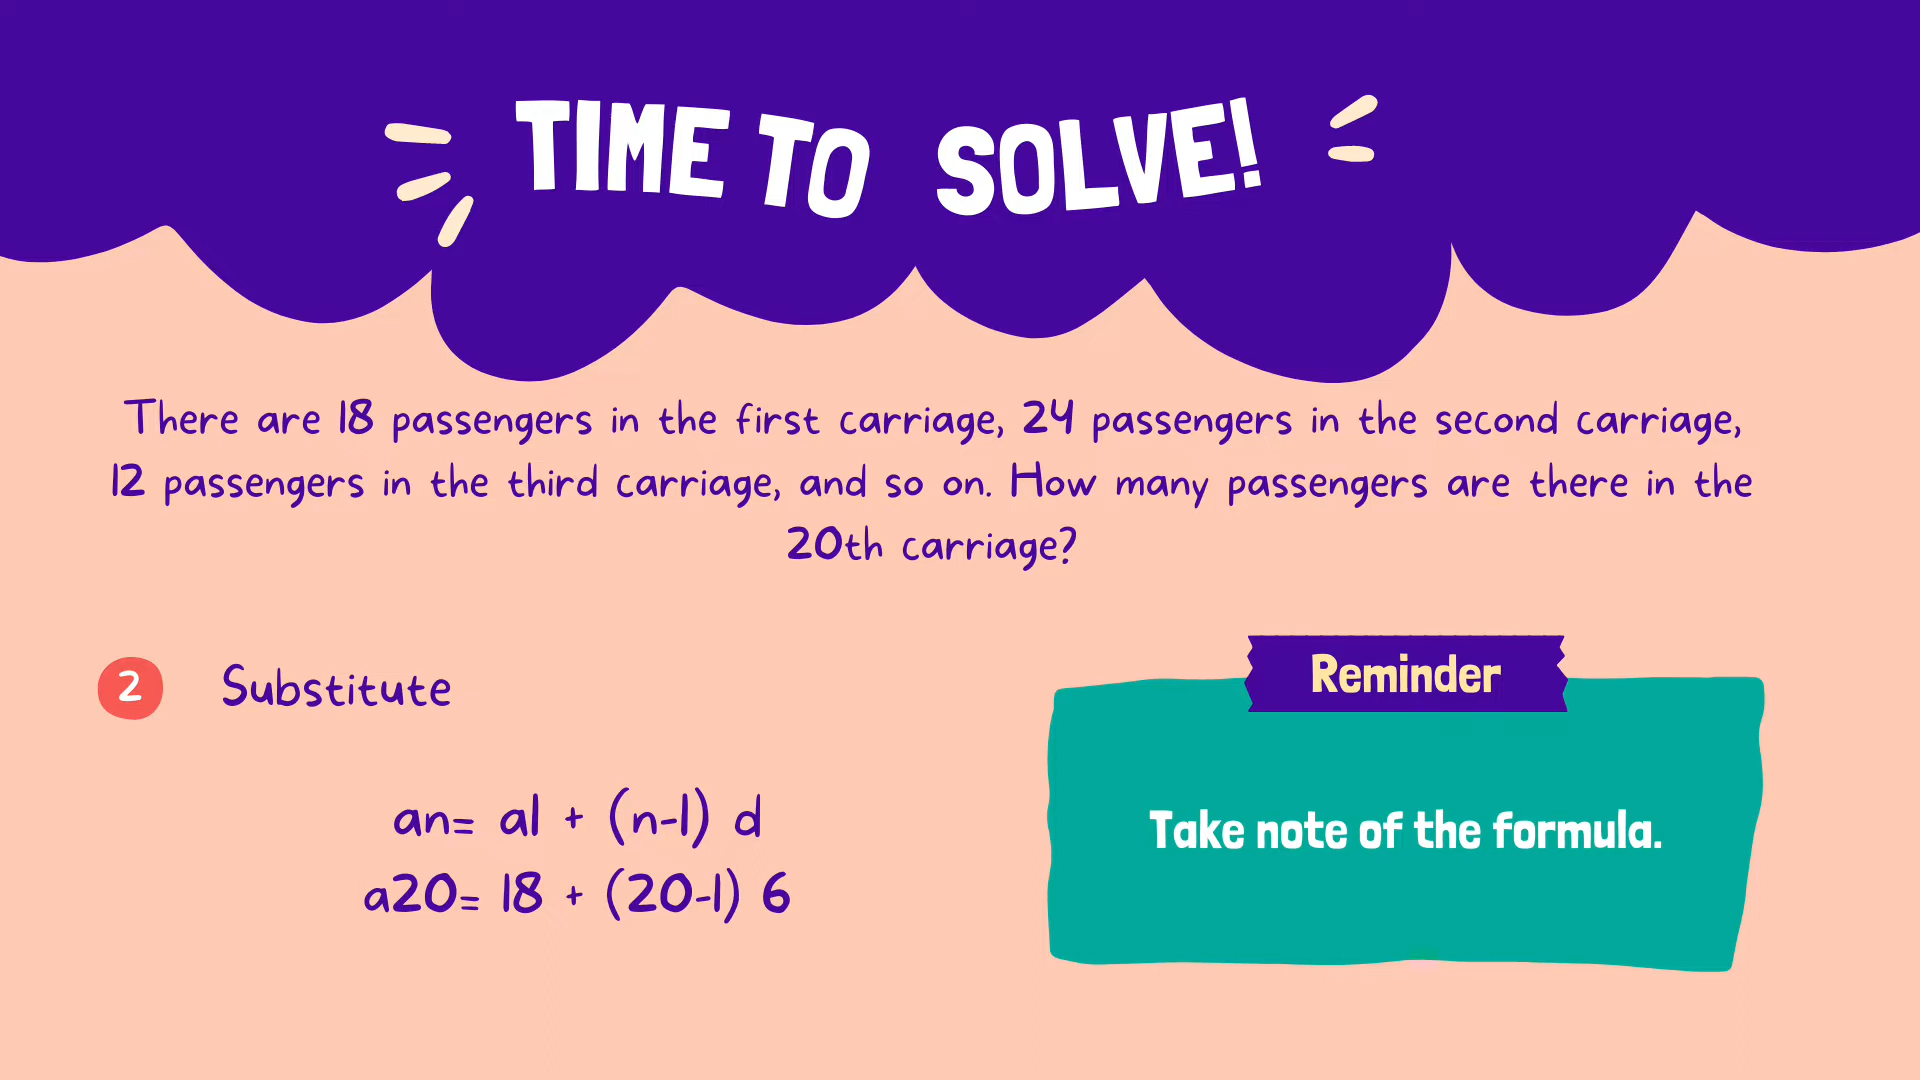 TIME TO SOLVE!
There are 18 passengers in the first carriage, 24 passengers in the second carriage,
12 passengers in the third carriage, and so on. How many passengers are there in the
20th carriage?
2 Substitute
an= a1 + (n-1) d
a20= 18 + (20-1) 6
Reminder
Take note of the formula.